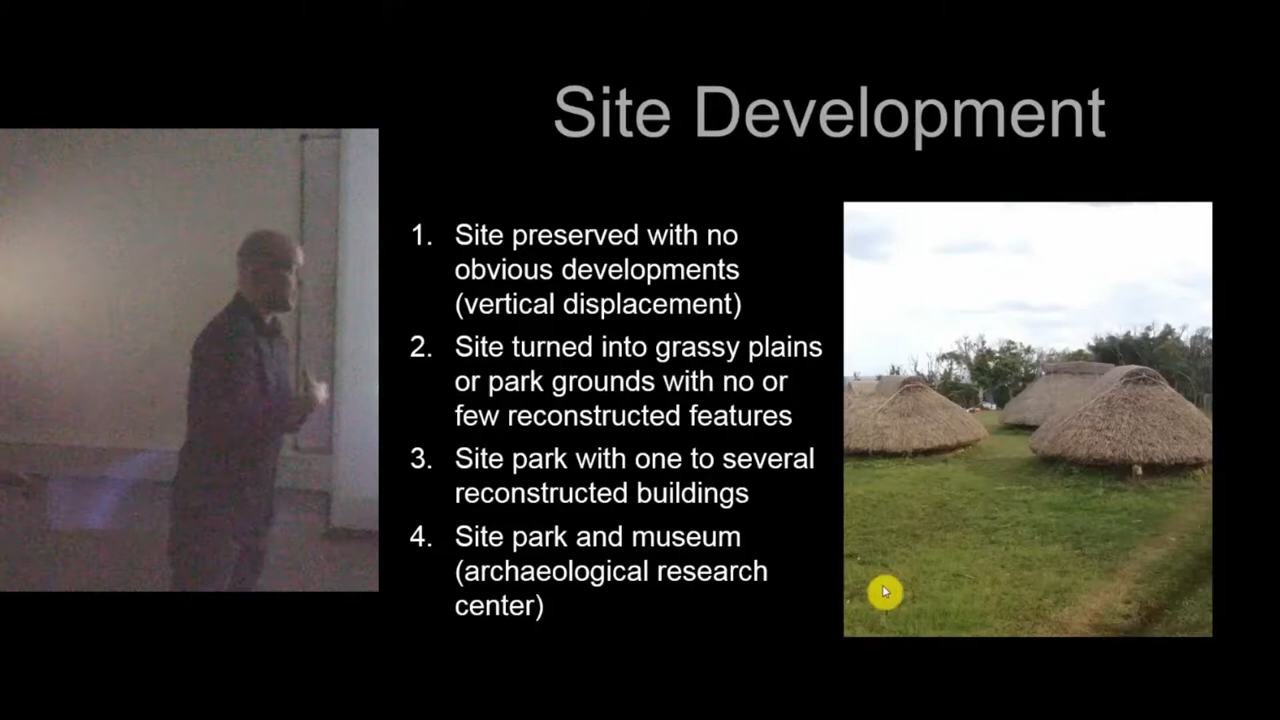 Site Development
1. Site preserved with no
obvious developments
(vertical displacement)
2. Site turned into grassy plains
or park grounds with no or
few reconstructed features
3. Site park with one to several
reconstructed buildings
4. Site park and museum
(archaeological research
center)